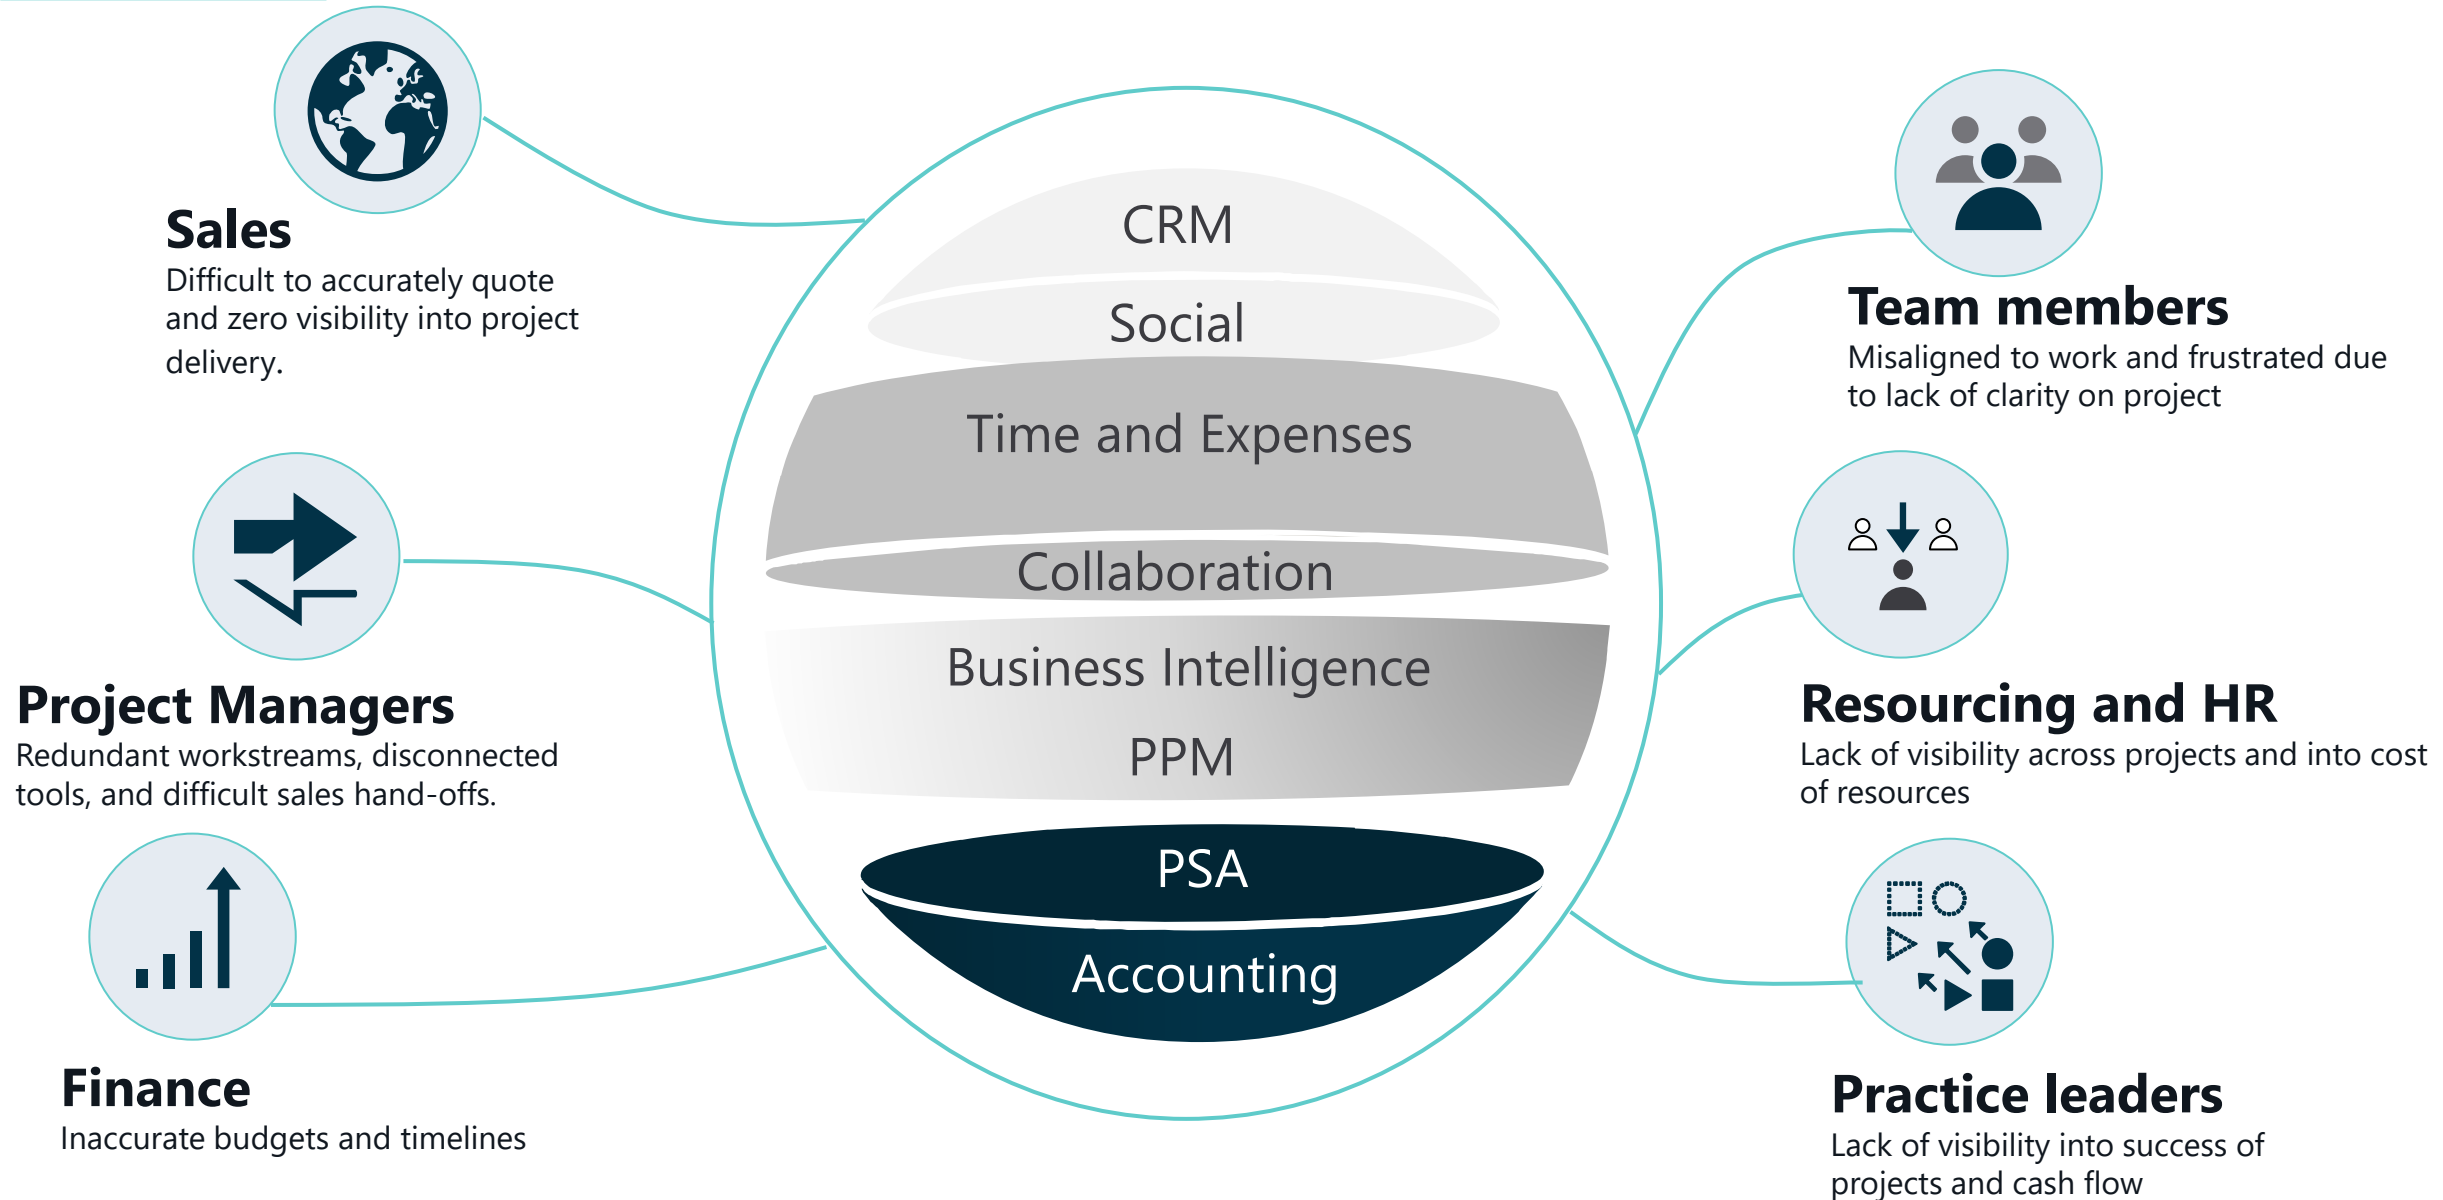 Sales
Difficult to accurately quote
and zero visibility into project
delivery.
Project Managers
Redundant workstreams, disconnected
tools, and difficult sales hand-offs.
Finance
Inaccurate budgets and timelines
CRM
Social
Time and Expenses
Collaboration
Business Intelligence
PPM
PSA
Accounting
Team members
Misaligned to work and frustrated due
to lack of clarity on project
Resourcing and HR
Lack of visibility across projects and into cost
of resources
Practice leaders
Lack of visibility into success of
projects and cash flow